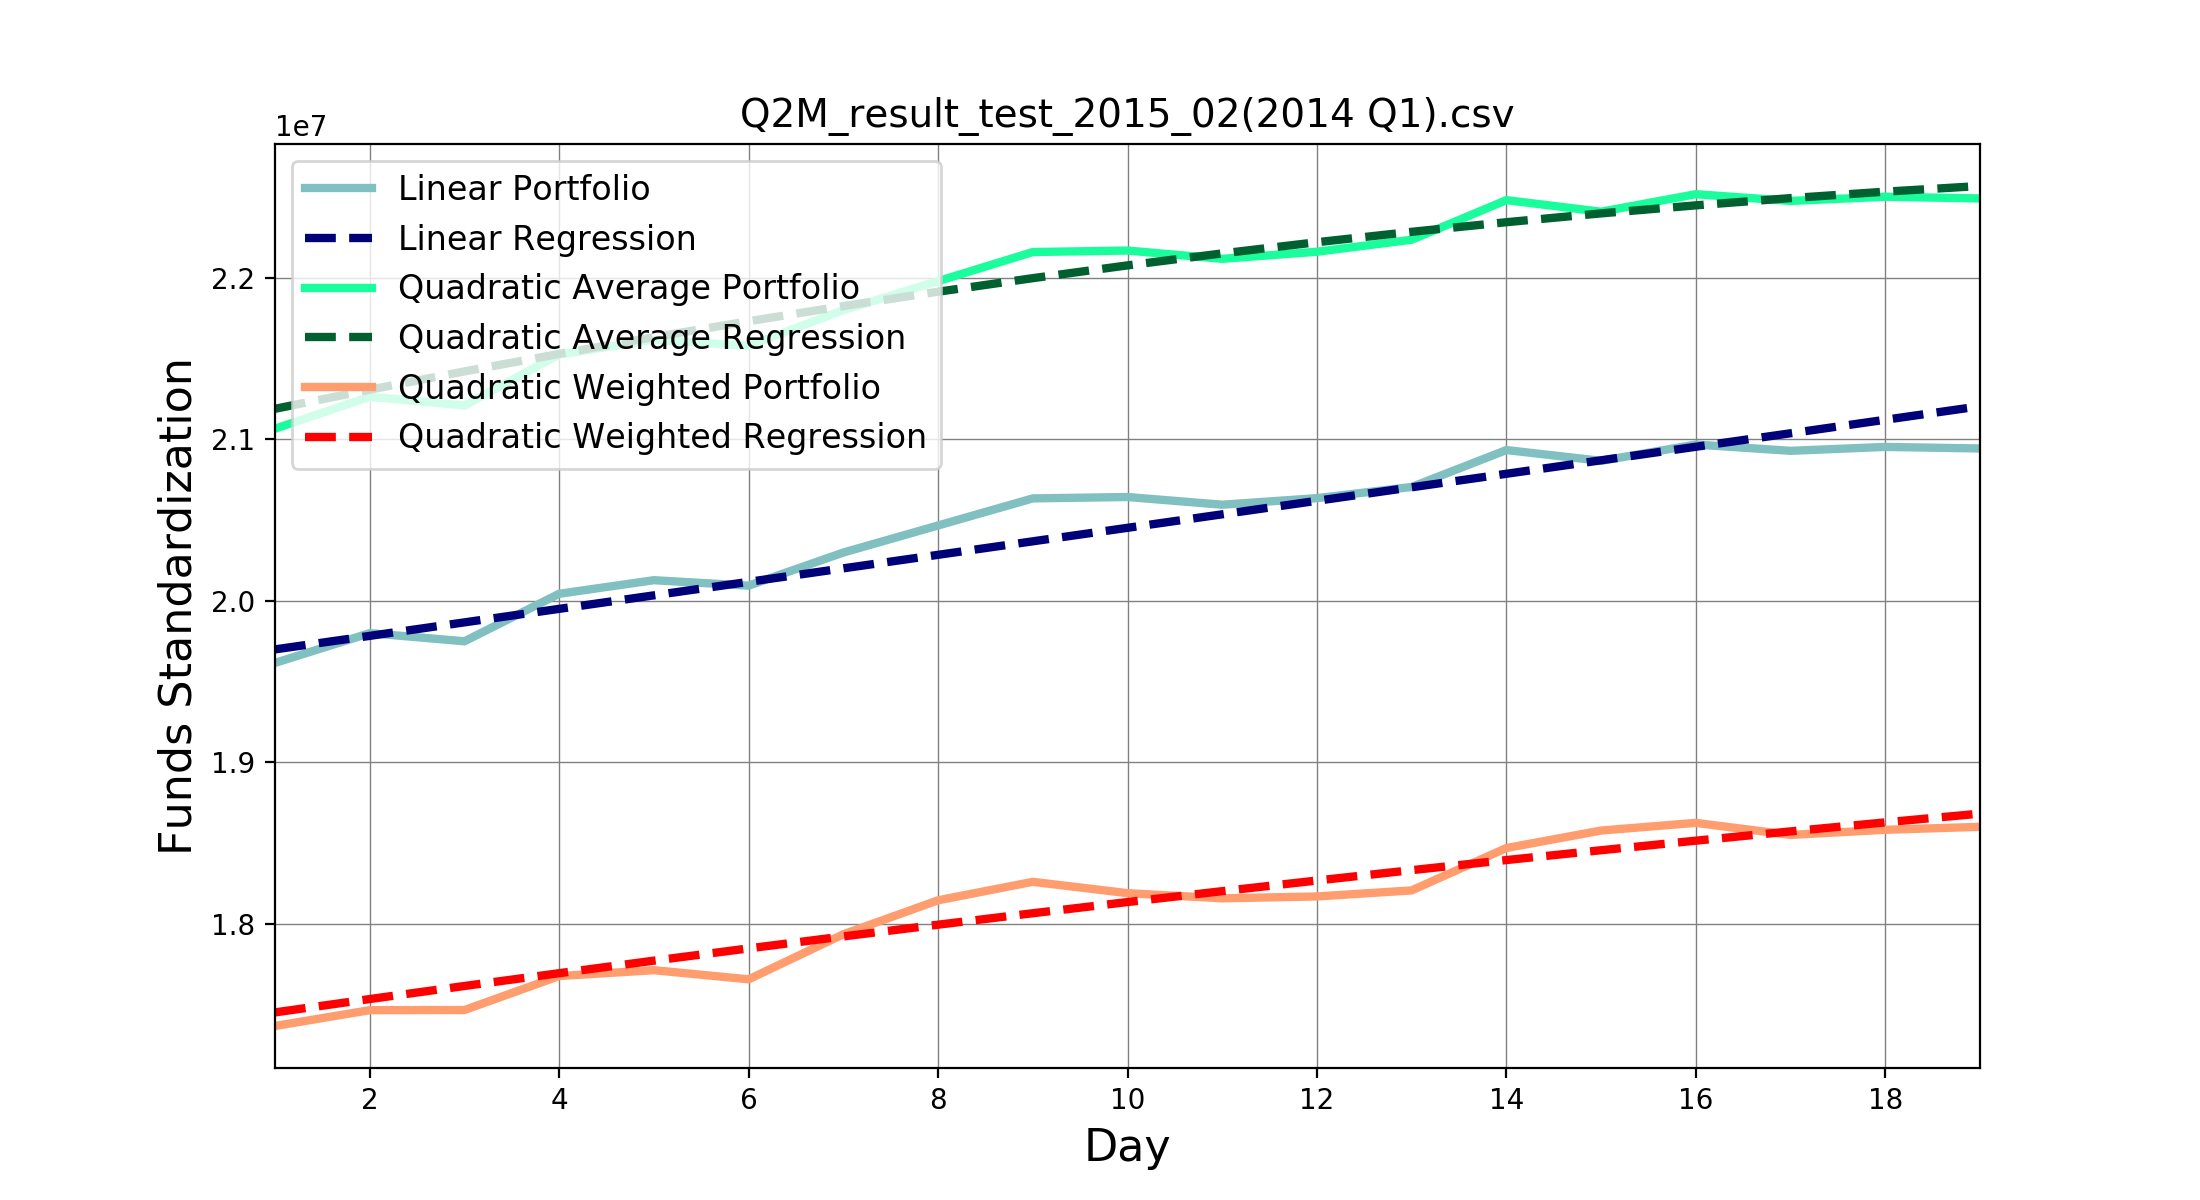 Q2M_result_test_2015_02(2014 Q1).csv
1e7
Linear Portfolio
Linear Regression
Quadratic Average Portfolio
Quadratic Average Regression
Quadratic Weighted Portfolio
Quadratic Weighted Regression
2.2
2.1
2.0
1.9
1.8
Funds Standardization
2 4 6 8 10 12 14 16 18
Day